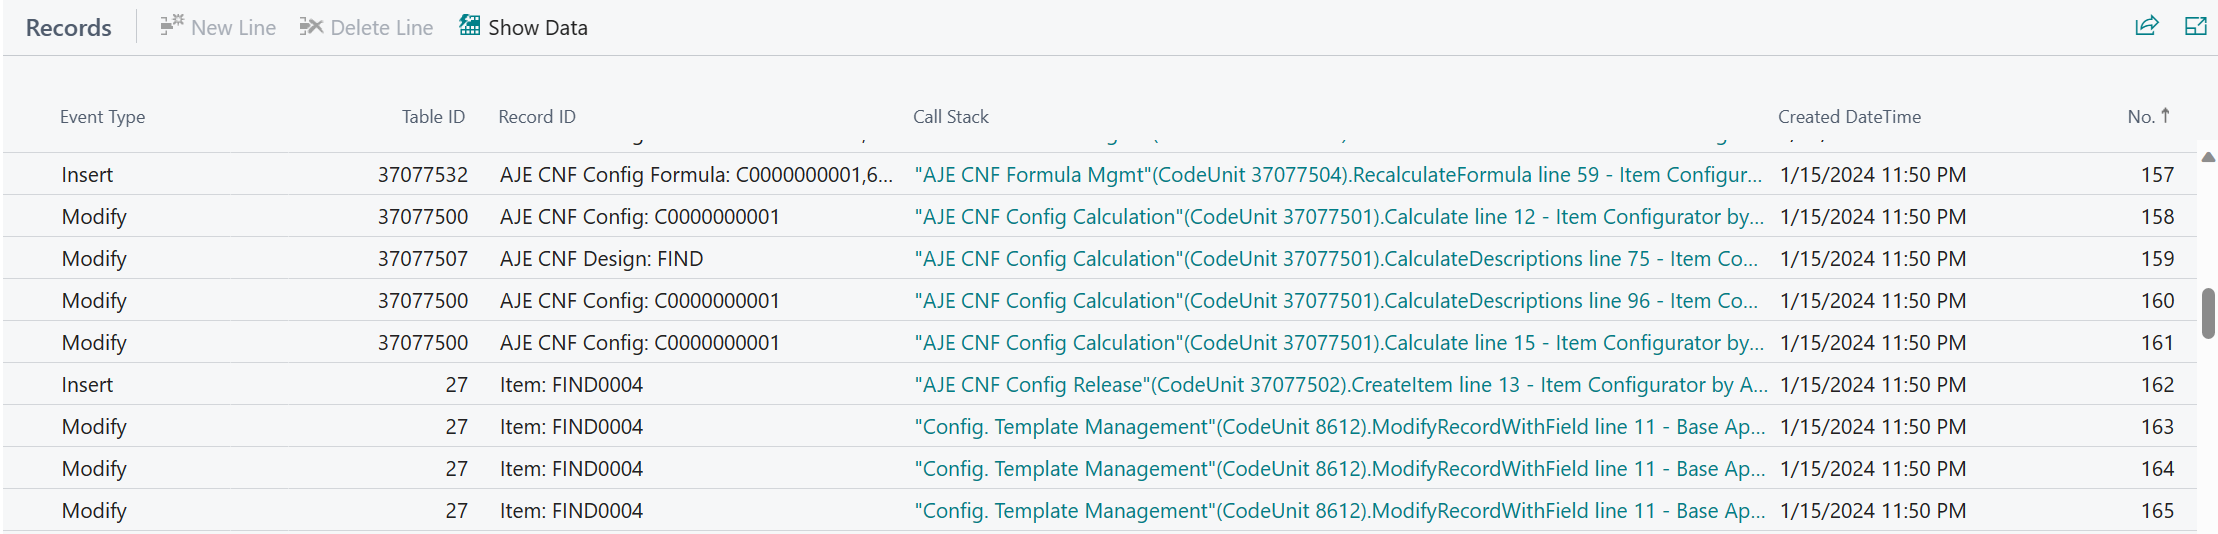 Records New Line Delete Line Show Data
Event Type Table ID Record ID Call Stack Created DateTime No. ↑
Insert 37077532 AJE CNF Config Formula: C0000000001,6... "AJE CNF Formula Mgmt"(CodeUnit 37077504).RecalculateFormula line 59 - Item Configur... 1/15/2024 11:50 PM 157
Modify 37077500 AJE CNF Config: C0000000001 "AJE CNF Config Calculation"(CodeUnit 37077501).Calculate line 12 - Item Configurator by... 1/15/2024 11:50 PM 158
Modify 37077507 AJE CNF Design: FIND "AJE CNF Config Calculation"(CodeUnit 37077501).CalculateDescriptions line 75 - Item Co... 1/15/2024 11:50 PM 159
Modify 37077500 AJE CNF Config: C0000000001 "AJE CNF Config Calculation"(CodeUnit 37077501).CalculateDescriptions line 96 - Item Co... 1/15/2024 11:50 PM 160
Modify 37077500 AJE CNF Config: C0000000001 "AJE CNF Config Calculation"(CodeUnit 37077501).Calculate line 15 - Item Configurator by... 1/15/2024 11:50 PM 161
Insert 27 Item: FIND0004 "AJE CNF Config Release"(CodeUnit 37077502).CreateItem line 13 - Item Configurator by A... 1/15/2024 11:50 PM 162
Modify 27 Item: FIND0004 "Config. Template Management"(CodeUnit 8612).ModifyRecordWithField line 11 - Base Ap... 1/15/2024 11:50 PM 163
Modify 27 Item: FIND0004 "Config. Template Management"(CodeUnit 8612).ModifyRecordWithField line 11 - Base Ap... 1/15/2024 11:50 PM 164
Modify 27 Item: FIND0004 "Config. Template Management"(CodeUnit 8612).ModifyRecordWithField line 11 - Base Ap... 1/15/2024 11:50 PM 165